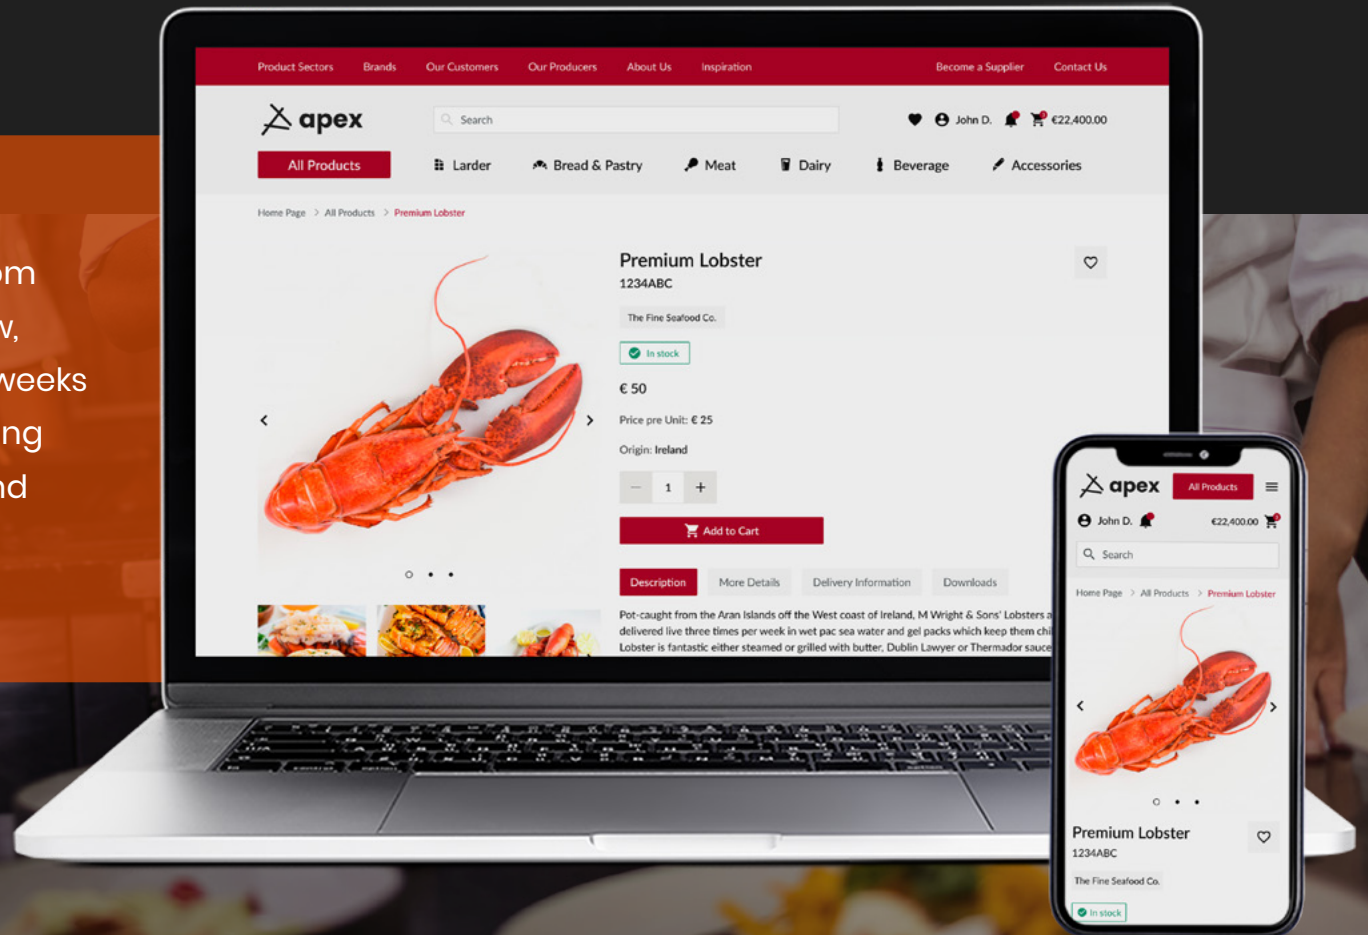 Product Sectors Brands Our Customers Our Producers About Us Inspiration Become a Supplier Contact Us
apex Search John D. €22,400.00
All Products Larder Bread & Pastry Meat Dairy Beverage Accessories
Home Page > All Products > Premium Lobster
weeks
Premium Lobster
1234ABC
The Fine Seafood Co.
In stock
€ 50
Price pre Unit: € 25
Origin: Ireland
− 1 +
Add to Cart
Description More Details Delivery Information Downloads
Pot-caught from the Aran Islands off the West coast of Ireland, M Wright & Sons' Lobsters
delivered live three times per week in wet pac sea water and gel packs which keep them
Lobster is fantastic either steamed or grilled with butter, Dublin Lawyer or Thermador sauce
apex All Products
John D. €22,400.00
Search
Home Page > All Products > Premium Lobster
Premium Lobster
1234ABC
The Fine Seafood Co.
In stock